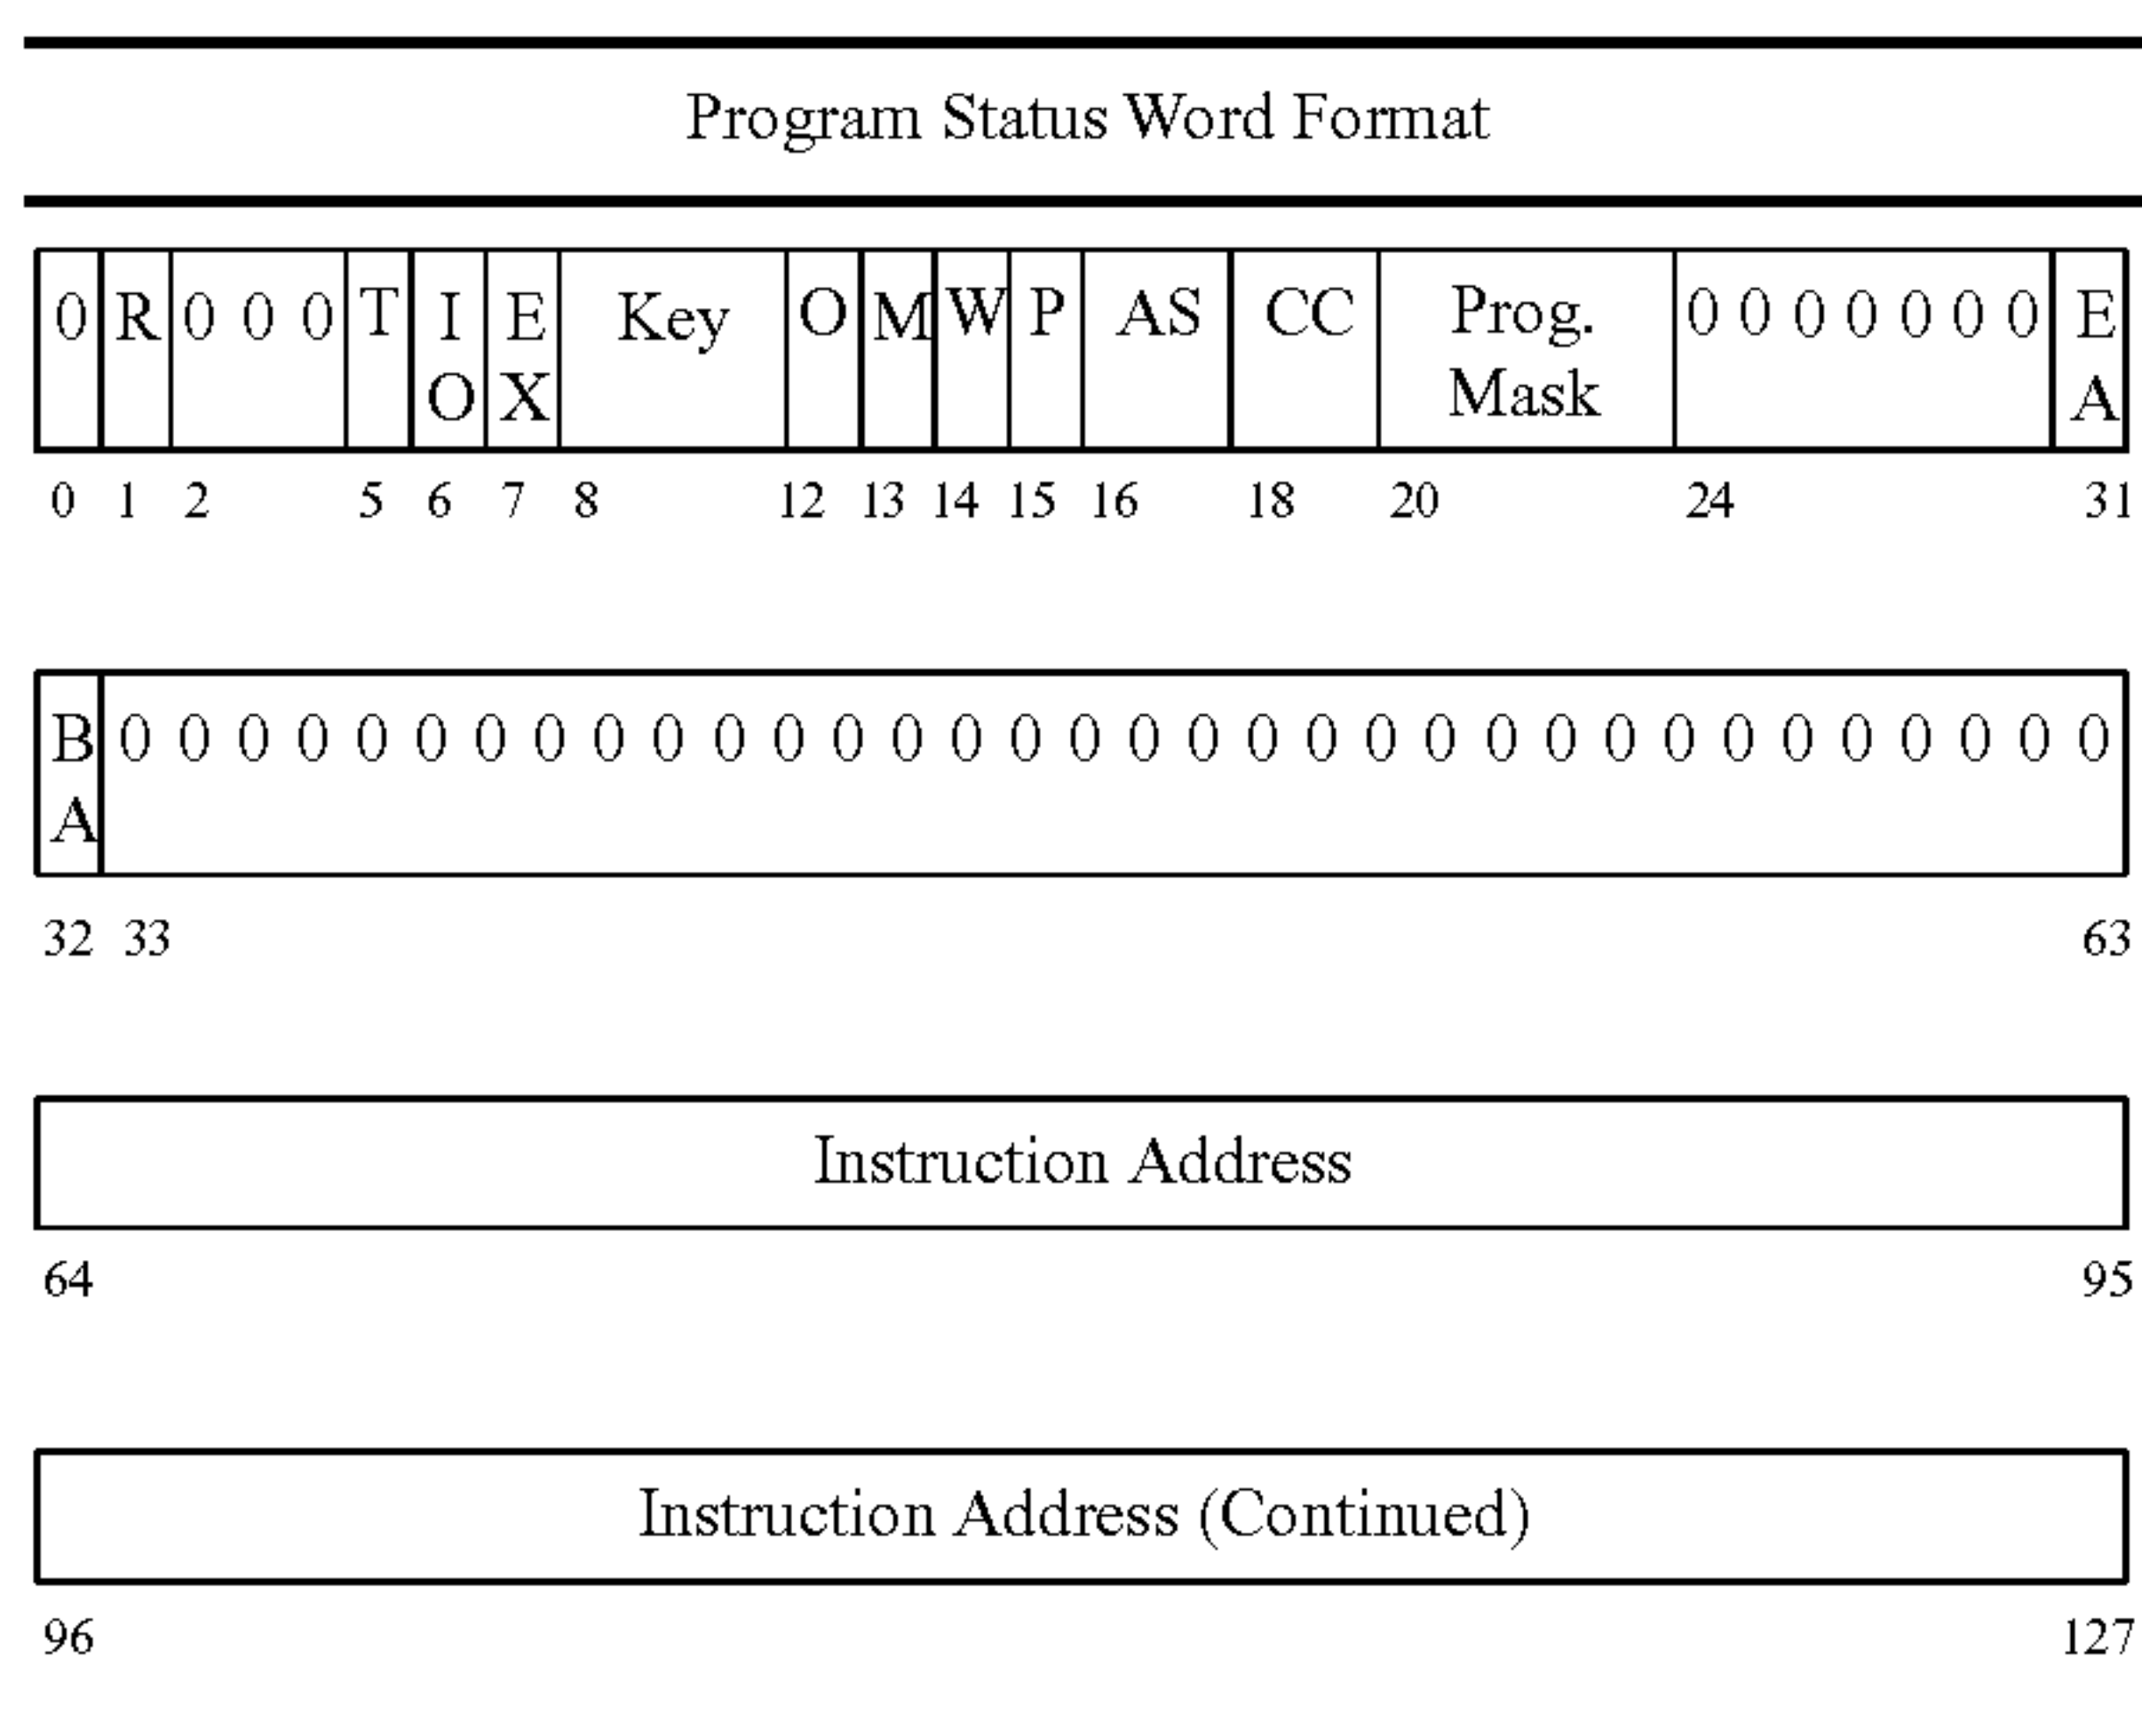 Program Status Word Format
0 R 0 0 0 T I E Key O M W P AS CC Prog. 0 0 0 0 0 0 0 E
O X Mask A
0 1 2 5 6 7 8 12 13 14 15 16 18 20 24 31
B 0 0 0 0 0 0 0 0 0 0 0 0 0 0 0 0 0 0 0 0 0 0 0 0 0 0 0 0 0 0 0 0 0 0
A
32 33 63
Instruction Address
64 95
Instruction Address (Continued)
96 127